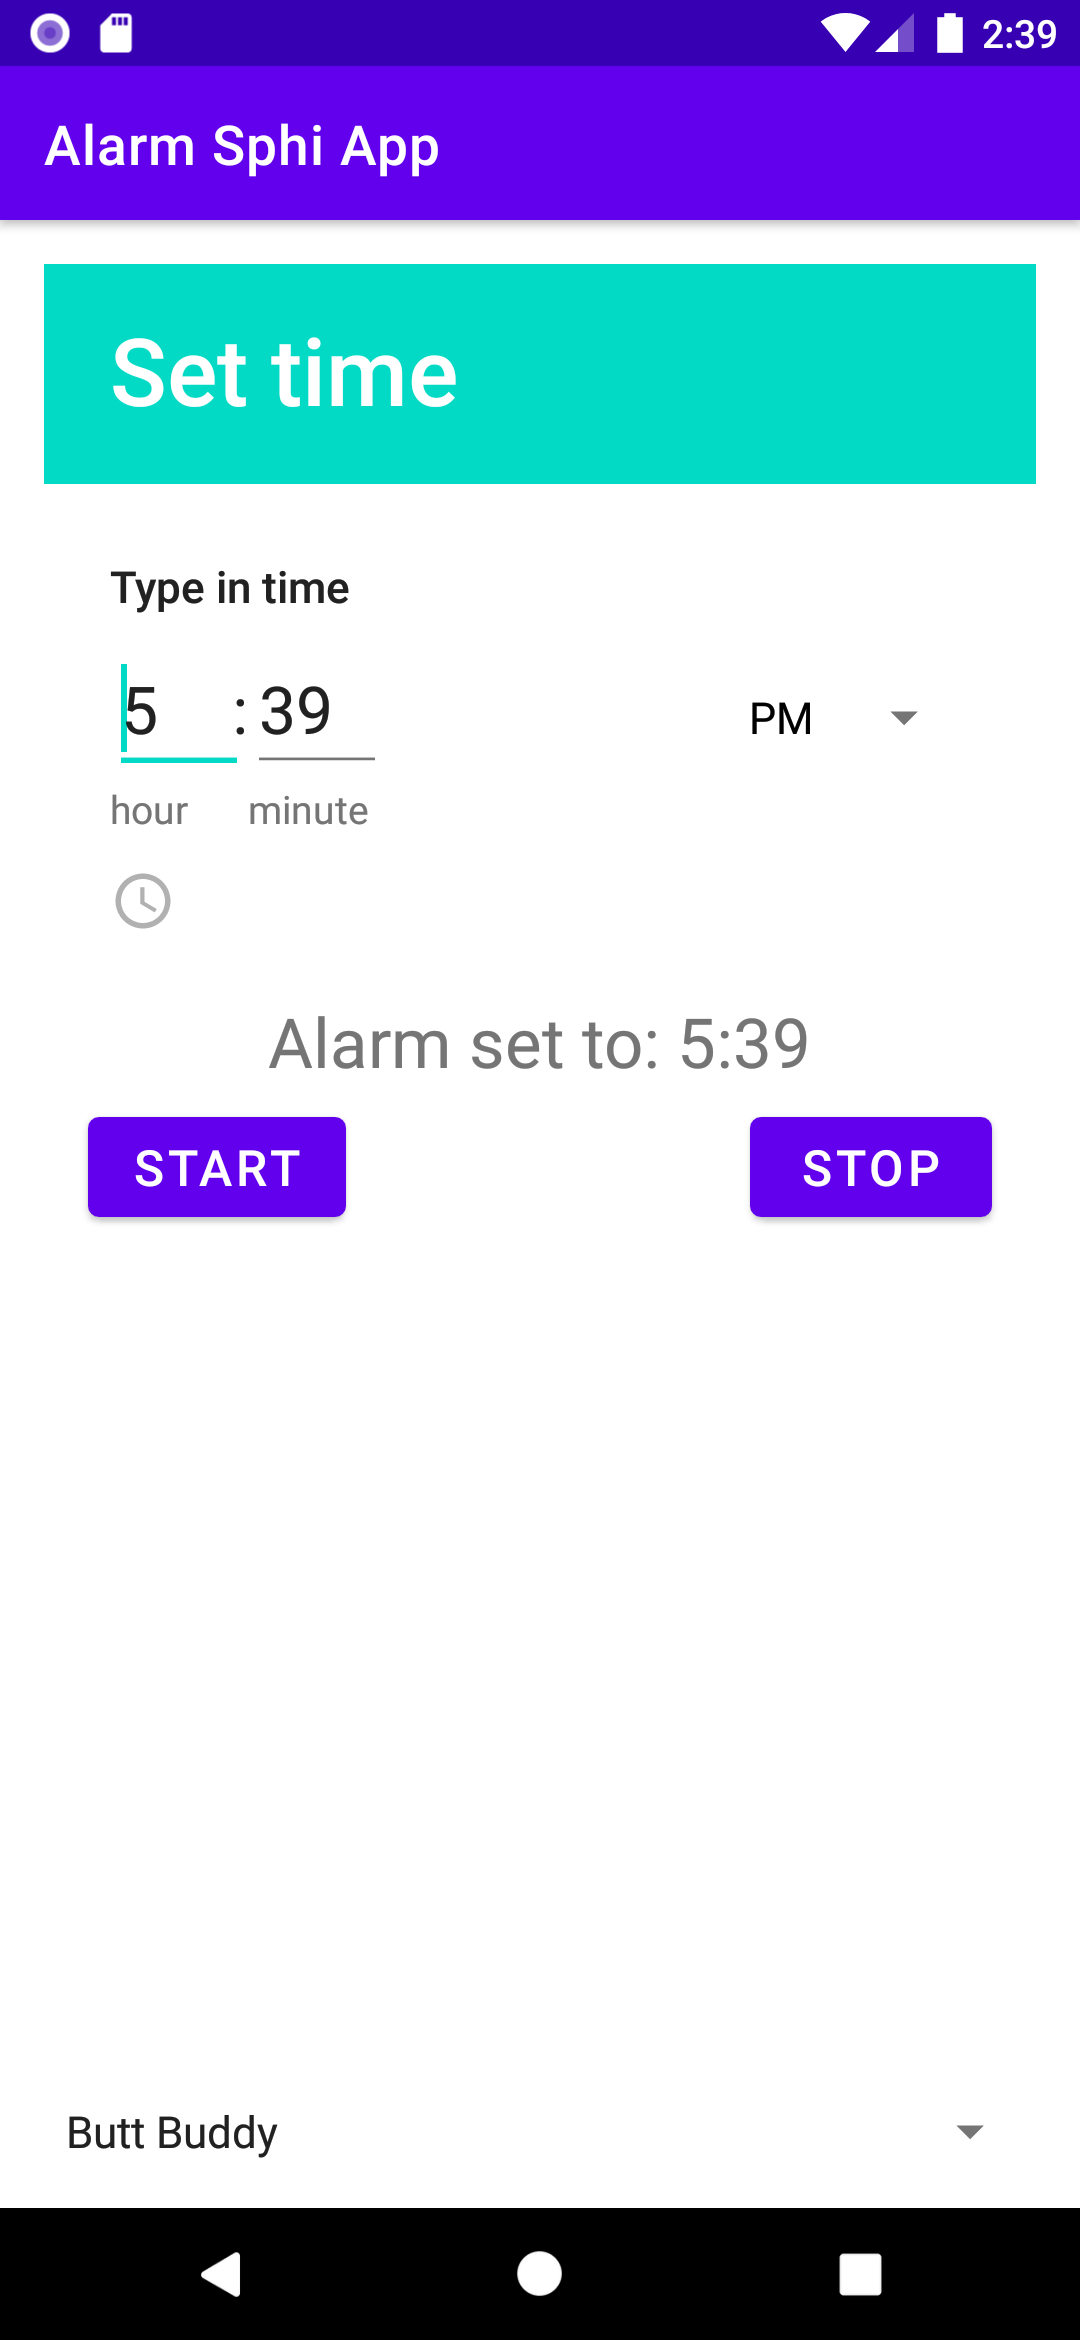 2:39
Alarm Sphi App
Set time
Type in time
5 : 39 PM
hour minute
Alarm set to: 5:39
START STOP
Butt Buddy